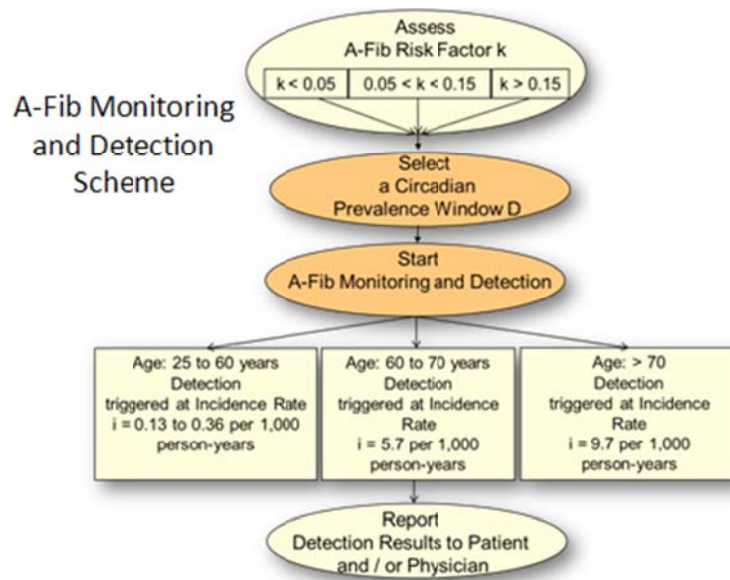 A-Fib Monitoring
and Detection
Scheme
Assess
A-Fib Risk Factor k
k < 0.05
0.05 < k < 0.15
k > 0.15
Select
a Circadian
Prevalence Window D
Start
A-Fib Monitoring and Detection
Age: 25 to 60 years
Detection
triggered at Incidence Rate
i = 0.13 to 0.36 per 1,000
person-years
Age: 60 to 70 years
Detection
triggered at Incidence
Rate
i = 5.7 per 1,000
person-years
Age: > 70
Detection
triggered at Incidence
Rate
i = 9.7 per 1,000
person-years
Report
Detection Results to Patient
and / or Physician